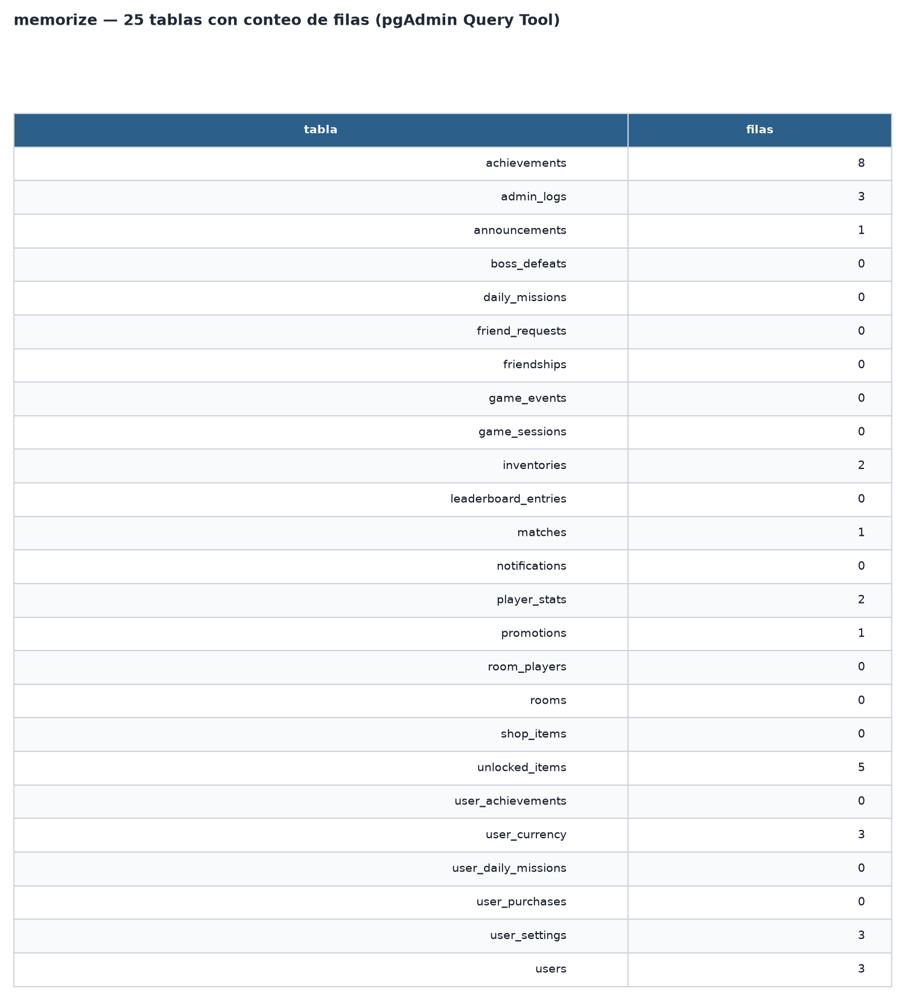 memorize — 25 tablas con conteo de filas (pgAdmin Query Tool)
tabla filas
achievements 8
admin_logs 3
announcements 1
boss_defeats 0
daily_missions 0
friend_requests 0
friendships 0
game_events 0
game_sessions 0
inventories 2
leaderboard_entries 0
matches 1
notifications 0
player_stats 2
promotions 1
room_players 0
rooms 0
shop_items 0
unlocked_items 5
user_achievements 0
user_currency 3
user_daily_missions 0
user_purchases 0
user_settings 3
users 3